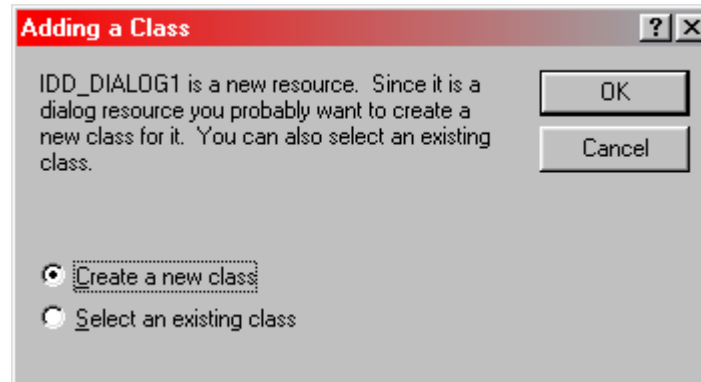 Adding a Class
IDD_DIALOG1 is a new resource.  Since it is a
dialog resource you probably want to create a
new class for it.  You can also select an existing
class.
OK
Cancel
Create a new class
Select an existing class